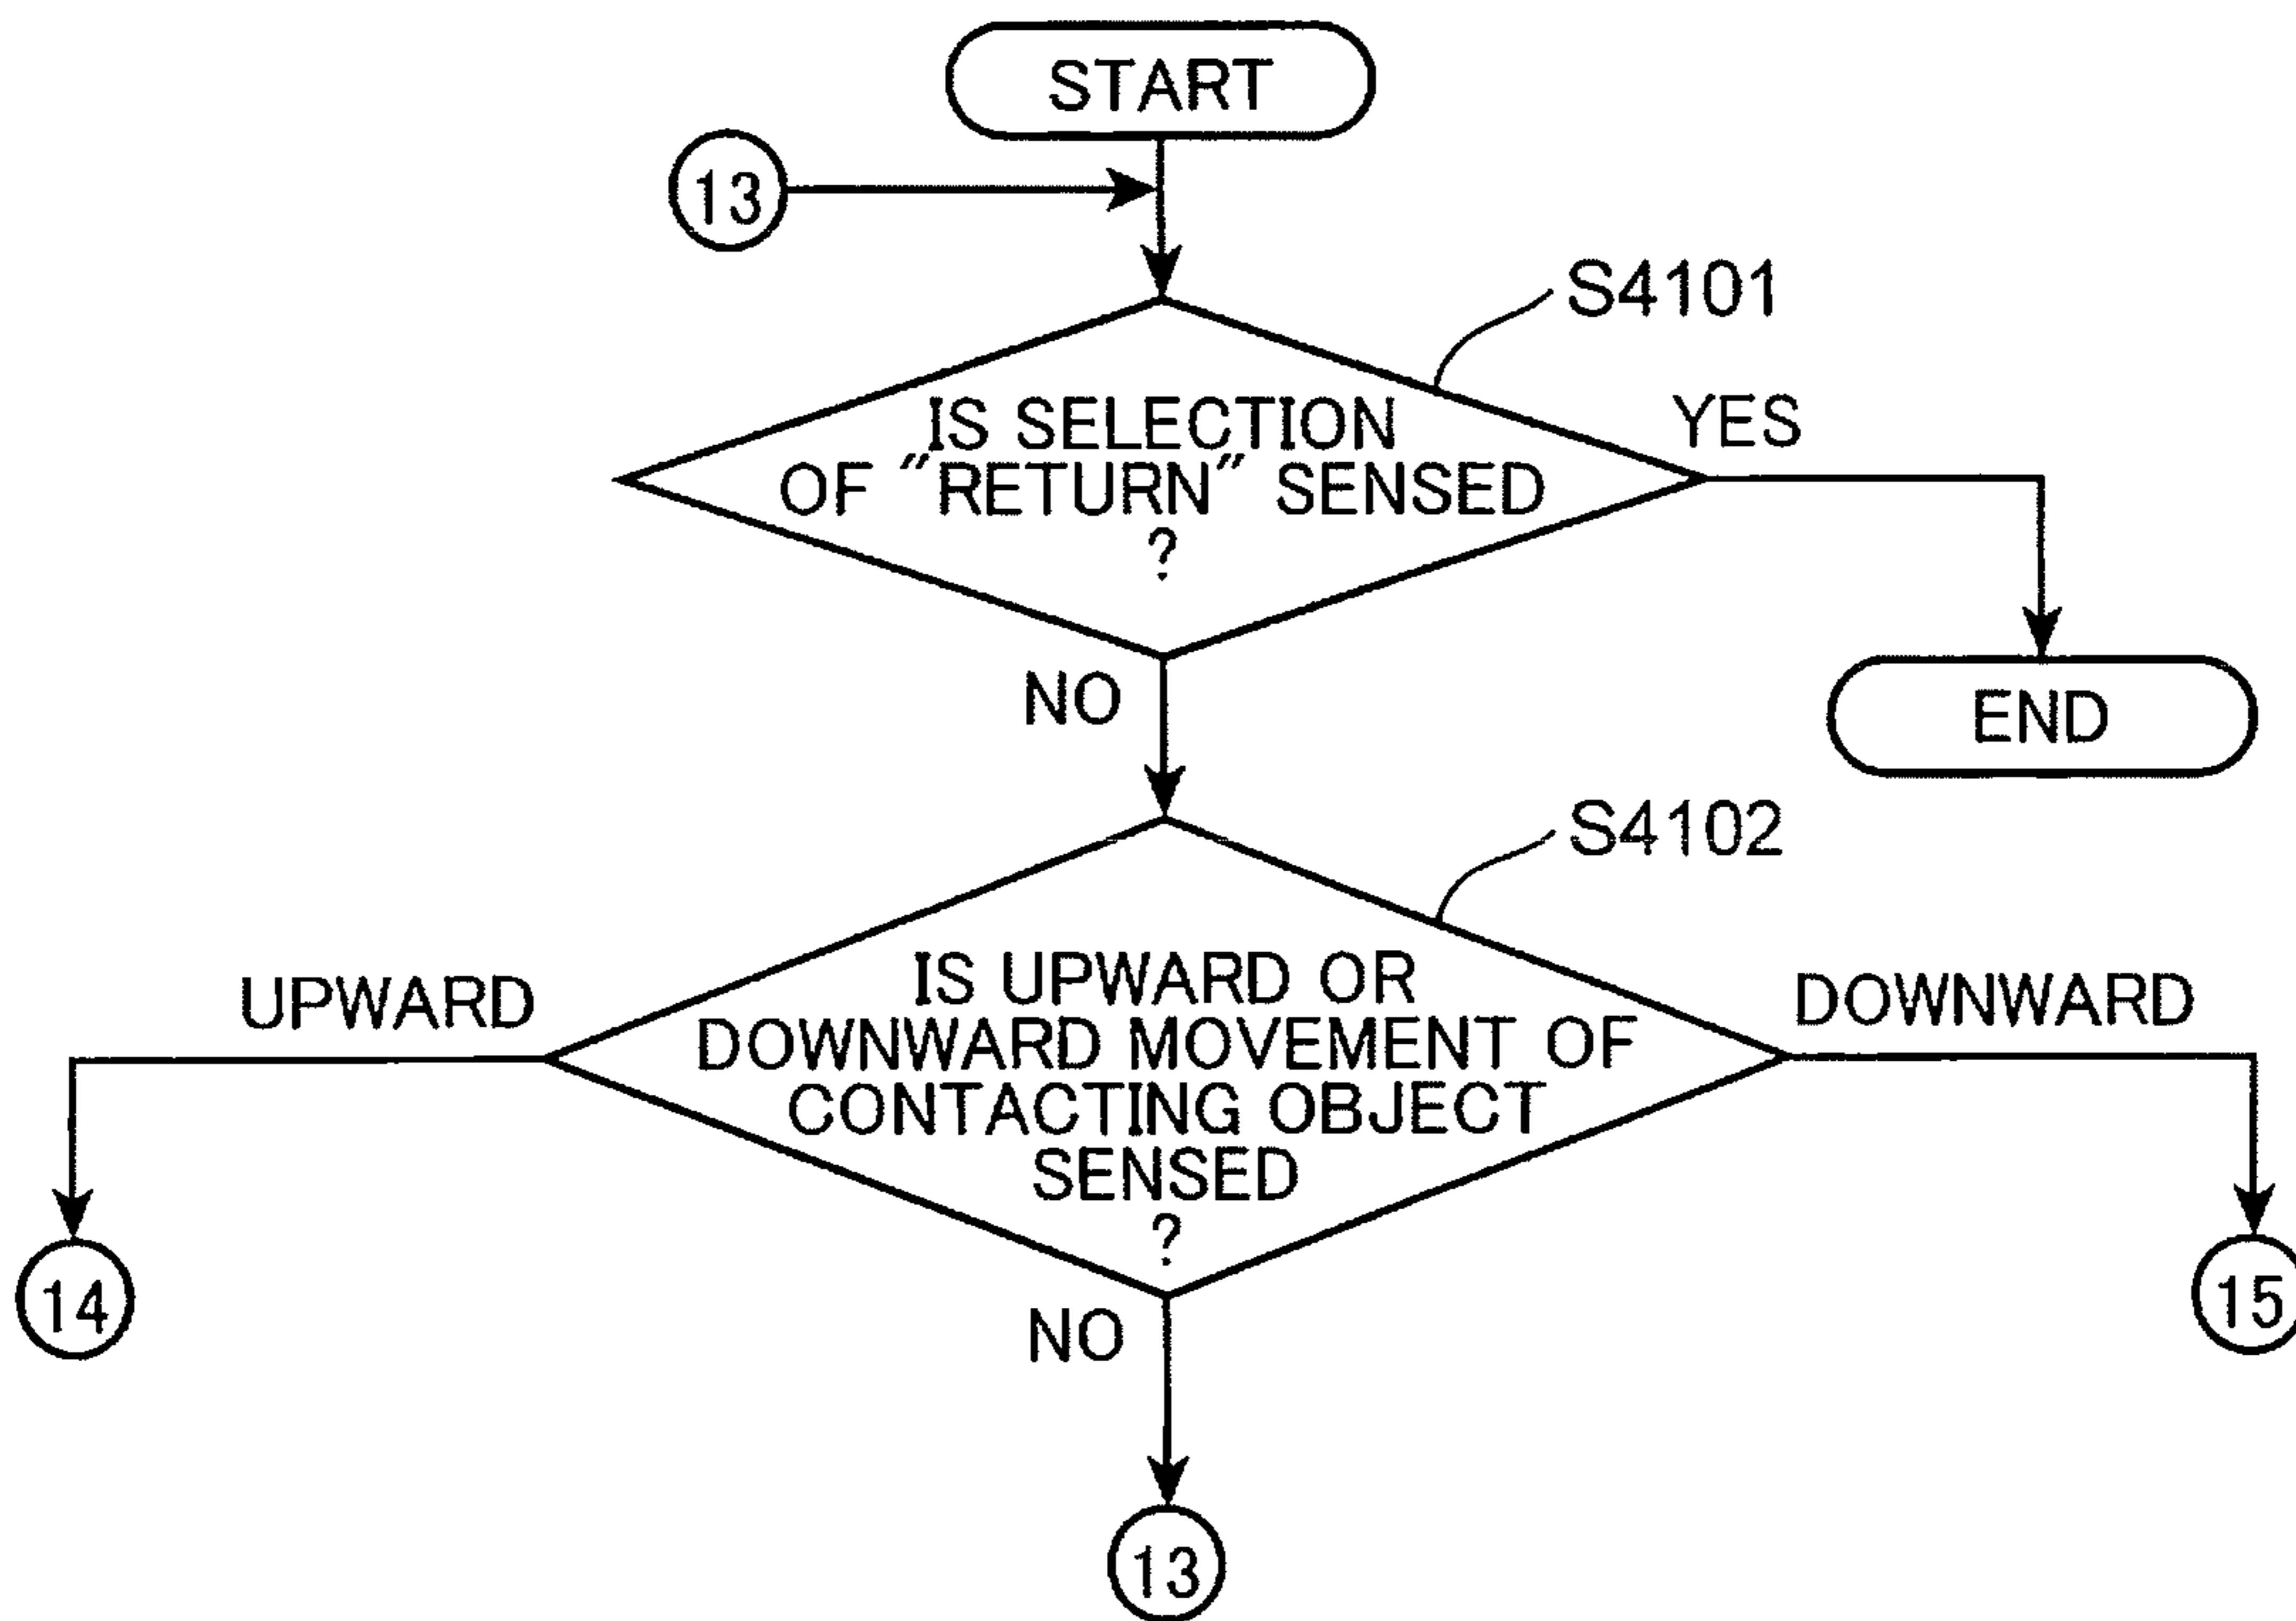 START
13
S4101
IS SELECTION
OF "RETURN" SENSED
?
YES
NO
END
S4102
IS UPWARD OR
DOWNWARD MOVEMENT OF
CONTACTING OBJECT
SENSED
?
UPWARD
DOWNWARD
14
15
NO
13